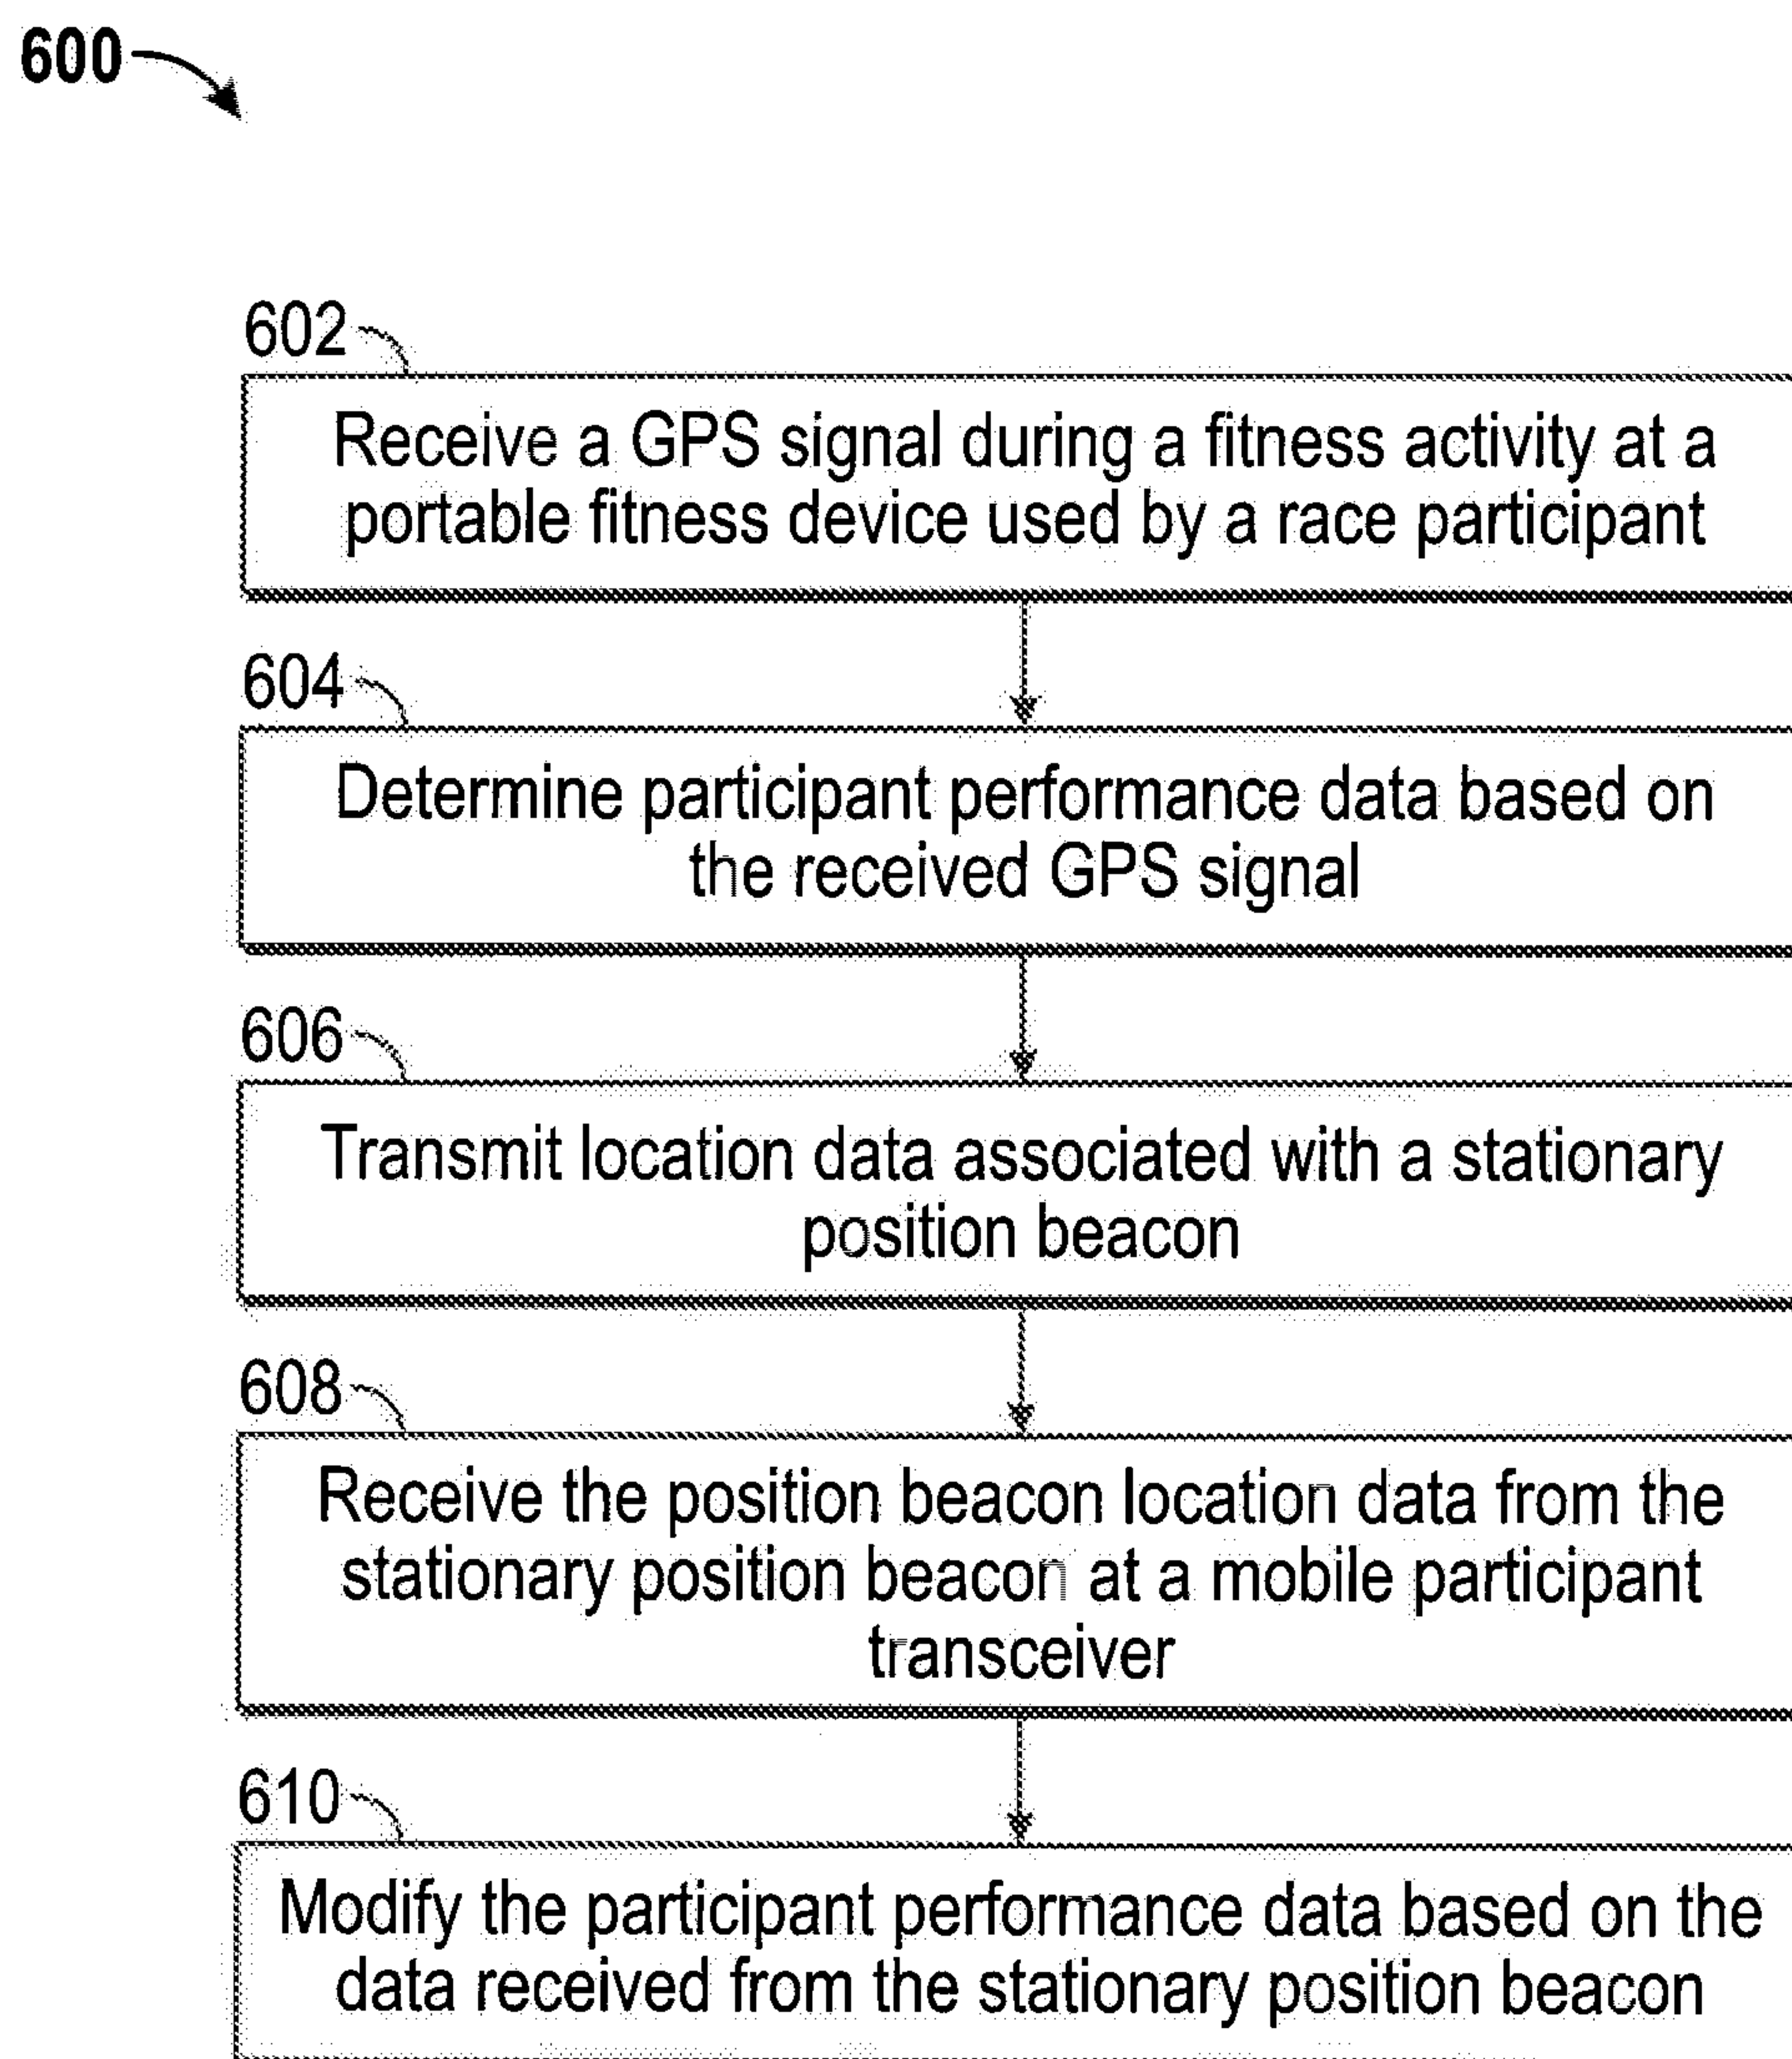 600
602
Receive a GPS signal during a fitness activity at a
portable fitness device used by a race participant
604
Determine participant performance data based on
the received GPS signal
606
Transmit location data associated with a stationary
position beacon
608
Receive the position beacon location data from the
stationary position beacon at a mobile participant
transceiver
610
Modify the participant performance data based on the
data received from the stationary position beacon